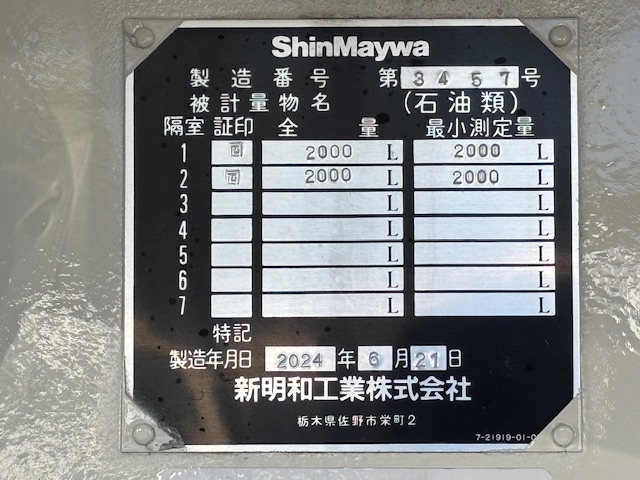 ShinMaywa
製造番号 第3457号
被計量物名 (石油類)
隔室 証印 全量 最小測定量
1 2000 L 2000 L
2 2000 L 2000 L
3 L L
4 L L
5 L L
6 L L
7 L L
特記
製造年月日 2024年6月21日
新明和工業株式会社
栃木県佐野市栄町2
7-21919-01-0